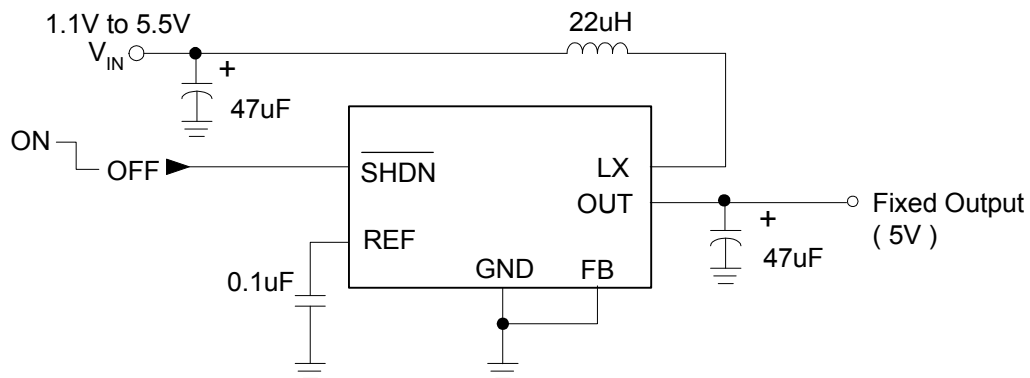 1.1V to 5.5V
VIN
22uH
+
47uF
ON
OFF
SHDN
LX
OUT
REF
GND
FB
0.1uF
+
47uF
Fixed Output
( 5V )